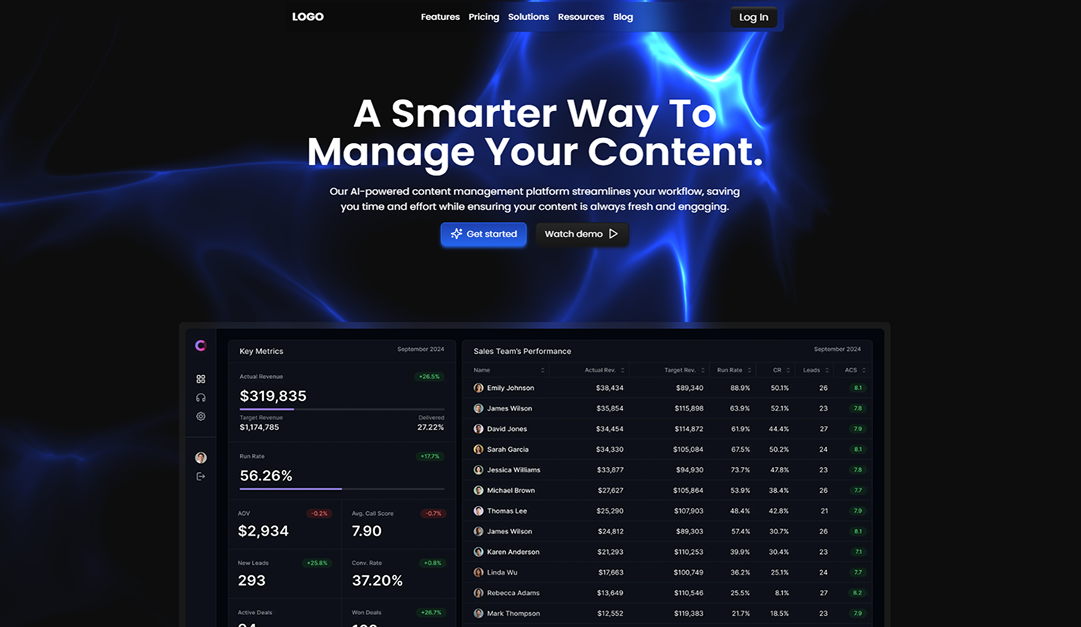 LOGO Features Pricing Solutions Resources Blog Log In
A Smarter Way To
Manage Your Content.
Our AI-powered content management platform streamlines your workflow, saving
you time and effort while ensuring your content is always fresh and engaging.
Get started Watch demo
Key Metrics September 2024
Actual Revenue +26.5%
$319,835
Target Revenue Delivered
$1,174,785 27.22%
Run Rate +17.7%
56.26%
AOV -0.2% Avg. Call Score -0.7%
$2,934 7.90
New Leads +25.8% Conv. Rate +0.8%
293 37.20%
Active Deals Won Deals +26.7%
Sales Team's Performance September 2024
Name Actual Rev. Target Rev. Run Rate CR Leads ACS
Emily Johnson $38,434 $89,340 88.9% 50.1% 26 8.1
James Wilson $35,854 $115,898 63.9% 52.1% 23 7.8
David Jones $34,454 $114,872 61.9% 44.4% 27 7.9
Sarah Garcia $34,330 $105,084 67.5% 50.2% 24 8.1
Jessica Williams $33,877 $94,930 73.7% 47.8% 23 7.8
Michael Brown $27,627 $105,864 53.9% 38.4% 26 7.7
Thomas Lee $25,290 $107,903 48.4% 42.8% 21 7.9
James Wilson $24,812 $89,303 57.4% 30.7% 26 8.1
Karen Anderson $21,293 $110,253 39.9% 30.4% 23 7.1
Linda Wu $17,663 $100,749 36.2% 25.1% 24 7.7
Rebecca Adams $13,649 $110,546 25.5% 8.1% 27 8.2
Mark Thompson $12,552 $119,383 21.7% 18.5% 23 7.9